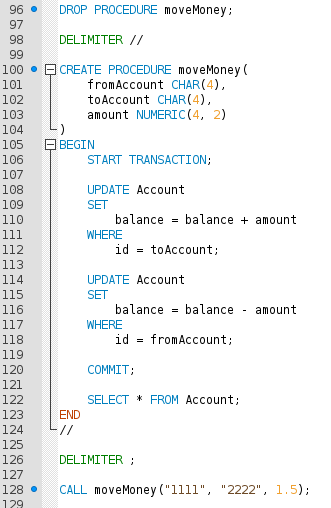 96 DROP PROCEDURE moveMoney;
97
98 DELIMITER //
99
100 CREATE PROCEDURE moveMoney(
101 fromAccount CHAR(4),
102 toAccount CHAR(4),
103 amount NUMERIC(4, 2)
104 )
105 BEGIN
106 START TRANSACTION;
107
108 UPDATE Account
109 SET
110 balance = balance + amount
111 WHERE
112 id = toAccount;
113
114 UPDATE Account
115 SET
116 balance = balance - amount
117 WHERE
118 id = fromAccount;
119
120 COMMIT;
121
122 SELECT * FROM Account;
123 END
124 //
125
126 DELIMITER ;
127
128 CALL moveMoney("1111", "2222", 1.5);
129